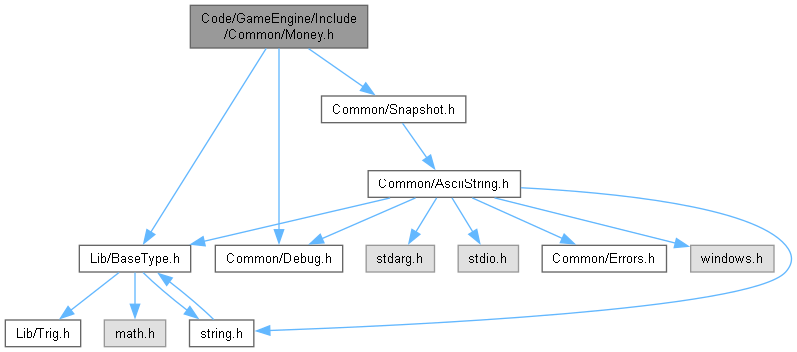 Code/GameEngine/Include
/Common/Money.h
Common/Snapshot.h
Common/AsciiString.h
Lib/BaseType.h
Common/Debug.h
stdarg.h
stdio.h
Common/Errors.h
windows.h
Lib/Trig.h
math.h
string.h